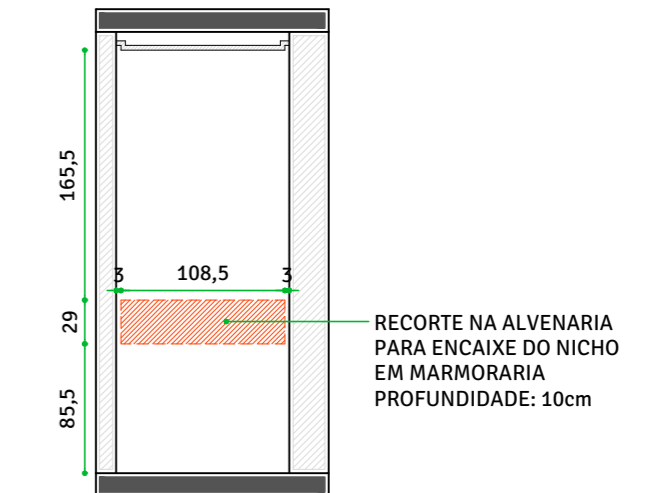 165,5
3 108,5 3
29
RECORTE NA ALVENARIA
PARA ENCAIXE DO NICHO
EM MARMORARIA
PROFUNDIDADE: 10cm
85,5